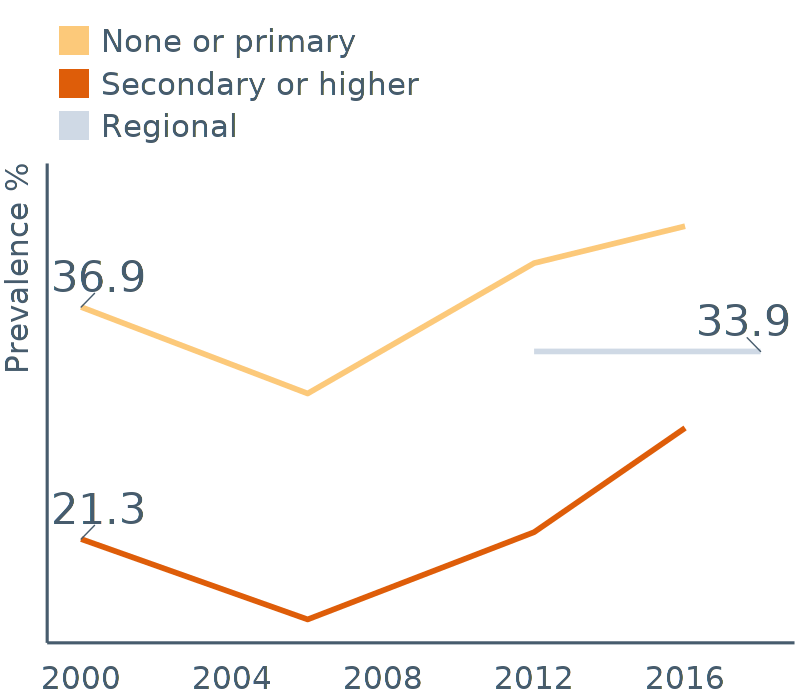 None or primary
Secondary or higher
Regional
Prevalence %
36.9
33.9
21.3
2000 2004 2008 2012 2016